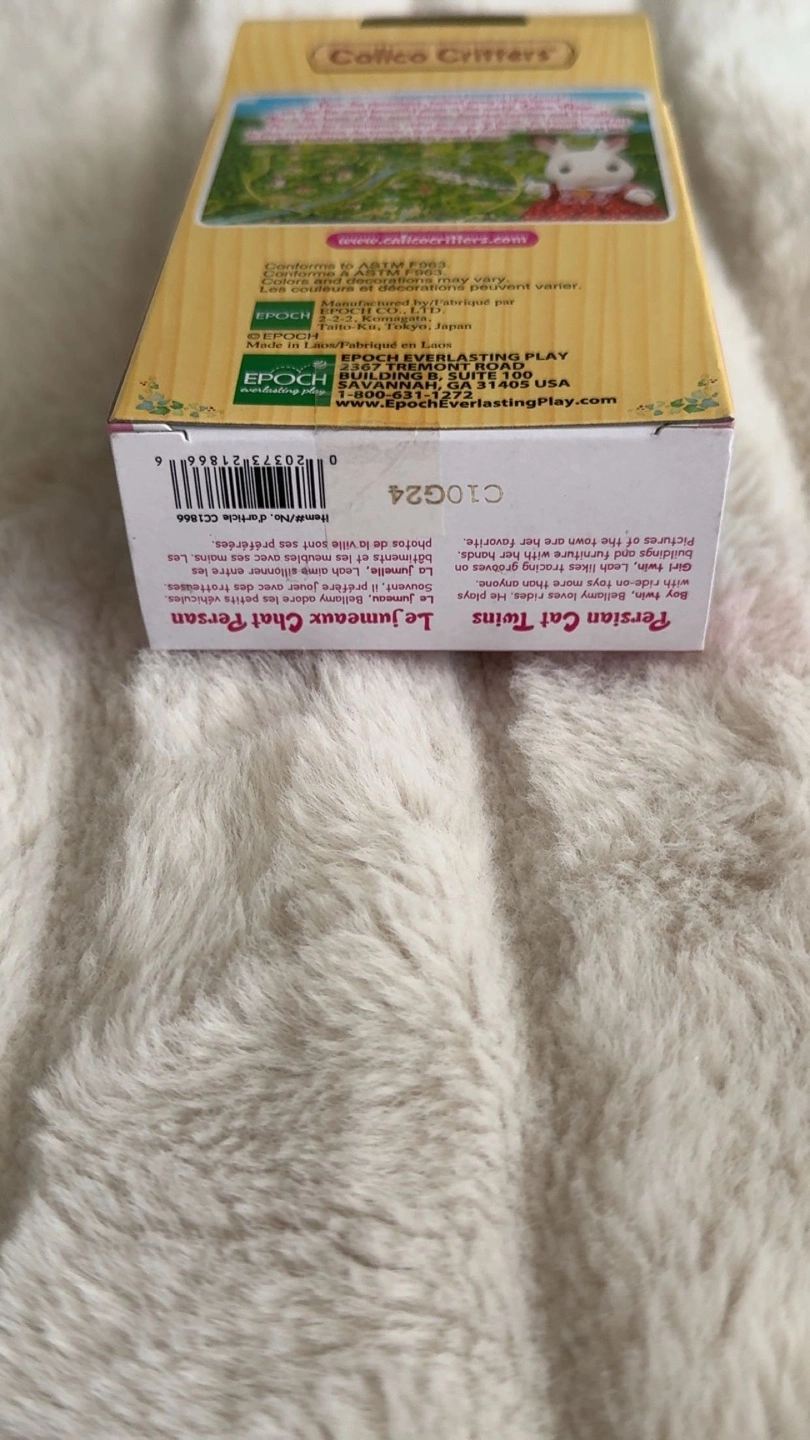 Calico Critters
www.calicocritters.com
Conforms to ASTM F963.
Conforme à ASTM F963.
Colors and decorations may vary.
Les couleurs et décorations peuvent varier.
EPOCH
Manufactured by/Fabriqué par
EPOCH CO., LTD.
2-2-2, Komagata,
Taito-Ku, Tokyo, Japan
© EPOCH
Made in Laos/Fabriqué en Laos
EPOCH
everlasting play
EPOCH EVERLASTING PLAY
2367 TREMONT ROAD
BUILDING B, SUITE 100
SAVANNAH, GA 31405 USA
1-800-631-1272
www.EpochEverlastingPlay.com
Persian Cat Twins
Boy twin, Bellamy loves rides. He plays
with ride-on toys more than anyone.
Girl twin, Leah likes tracing grooves on
buildings and furniture with her hands.
Pictures of the town are her favorite.
Le jumeaux Chat Persan
Le jumeau, Bellamy adore les petits véhicules.
Souvent, il préfère jouer avec des trotteuses.
La jumelle, Leah aime sillonner entre les
bâtiments et les meubles avec ses mains. Les
photos de la ville sont ses préférées.
C10G24
Item#/No. d'article CC1866
0 20373 21866 9